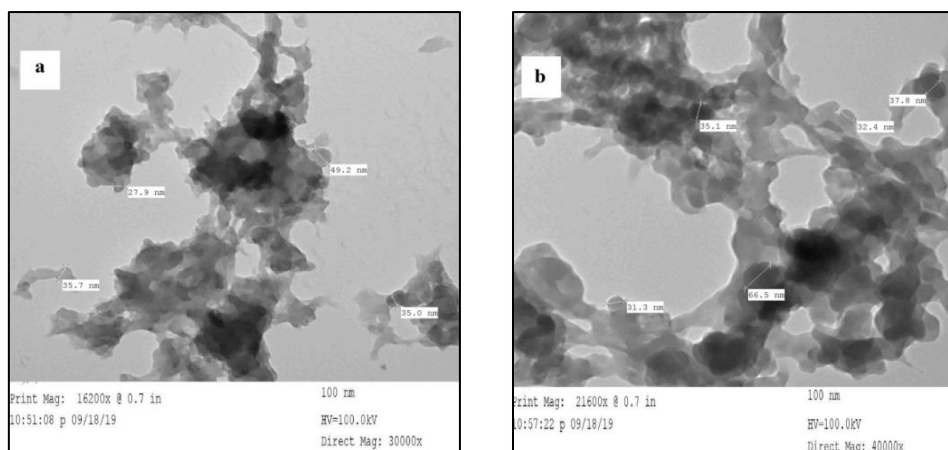 a
49.2 nm
27.9 nm
35.7 nm
35.0 nm
Print Mag: 16200x @ 0.7 in
10:51:08 p 09/18/19
100 nm
HV=100.0kV
Direct Mag: 30000x
b
37.8 nm
35.1 nm
32.4 nm
66.5 nm
31.3 nm
Print Mag: 21600x @ 0.7 in
10:57:22 p 09/18/19
100 nm
HV=100.0kV
Direct Mag: 40000x